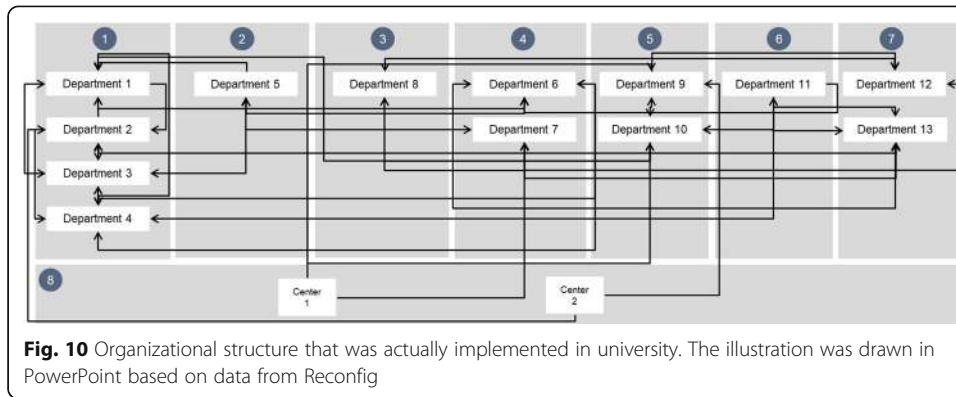 1 2 3 4 5 6 7
Department 1 Department 5 Department 8 Department 6 Department 9 Department 11 Department 12
Department 2 Department 7 Department 10 Department 13
Department 3
Department 4
8
Center Center
1 2
Fig. 10 Organizational structure that was actually implemented in university. The illustration was drawn in
PowerPoint based on data from Reconfig